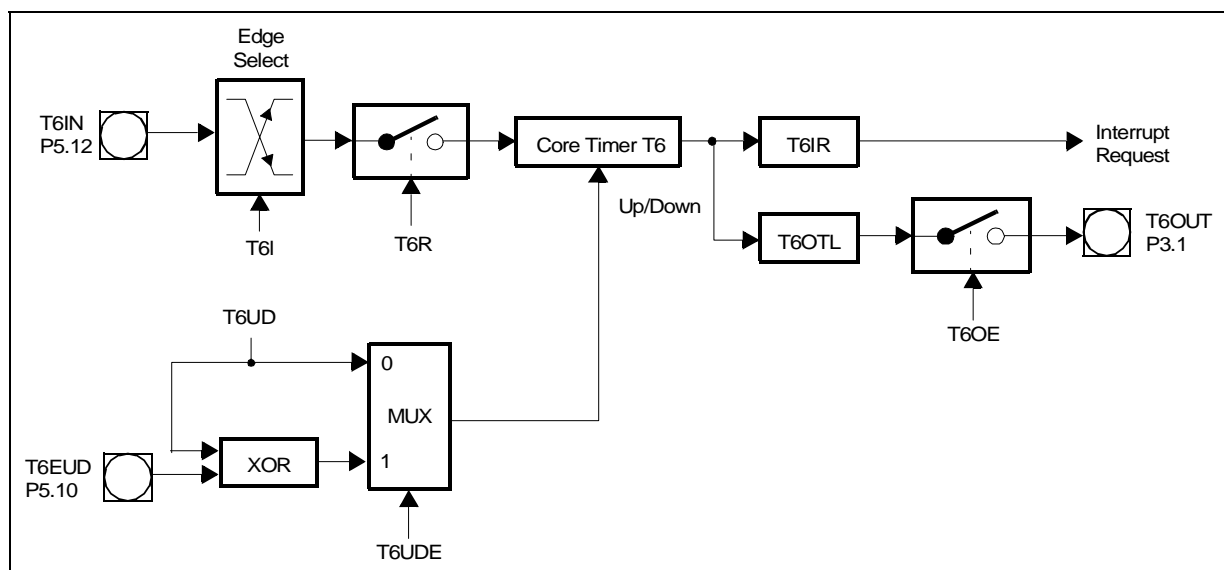 Edge
Select
T6IN
P5.12
T6I
T6R
Core Timer T6
Up/Down
T6IR
Interrupt
Request
T6OTL
T6OUT
P3.1
T6OE
T6UD
0
MUX
1
XOR
T6EUD
P5.10
T6UDE